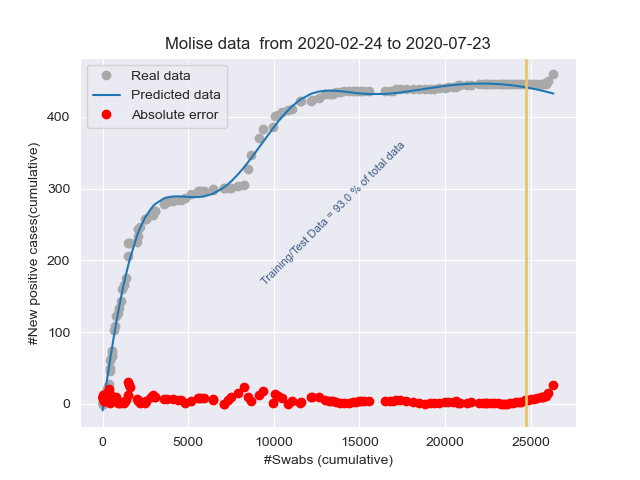 Molise data  from 2020-02-24 to 2020-07-23
Real data
Predicted data
Absolute error
#New positive cases(cumulative)
400
300
200
100
0
Training/Test Data = 93.0 % of total data
0
5000
10000
15000
20000
25000
#Swabs (cumulative)